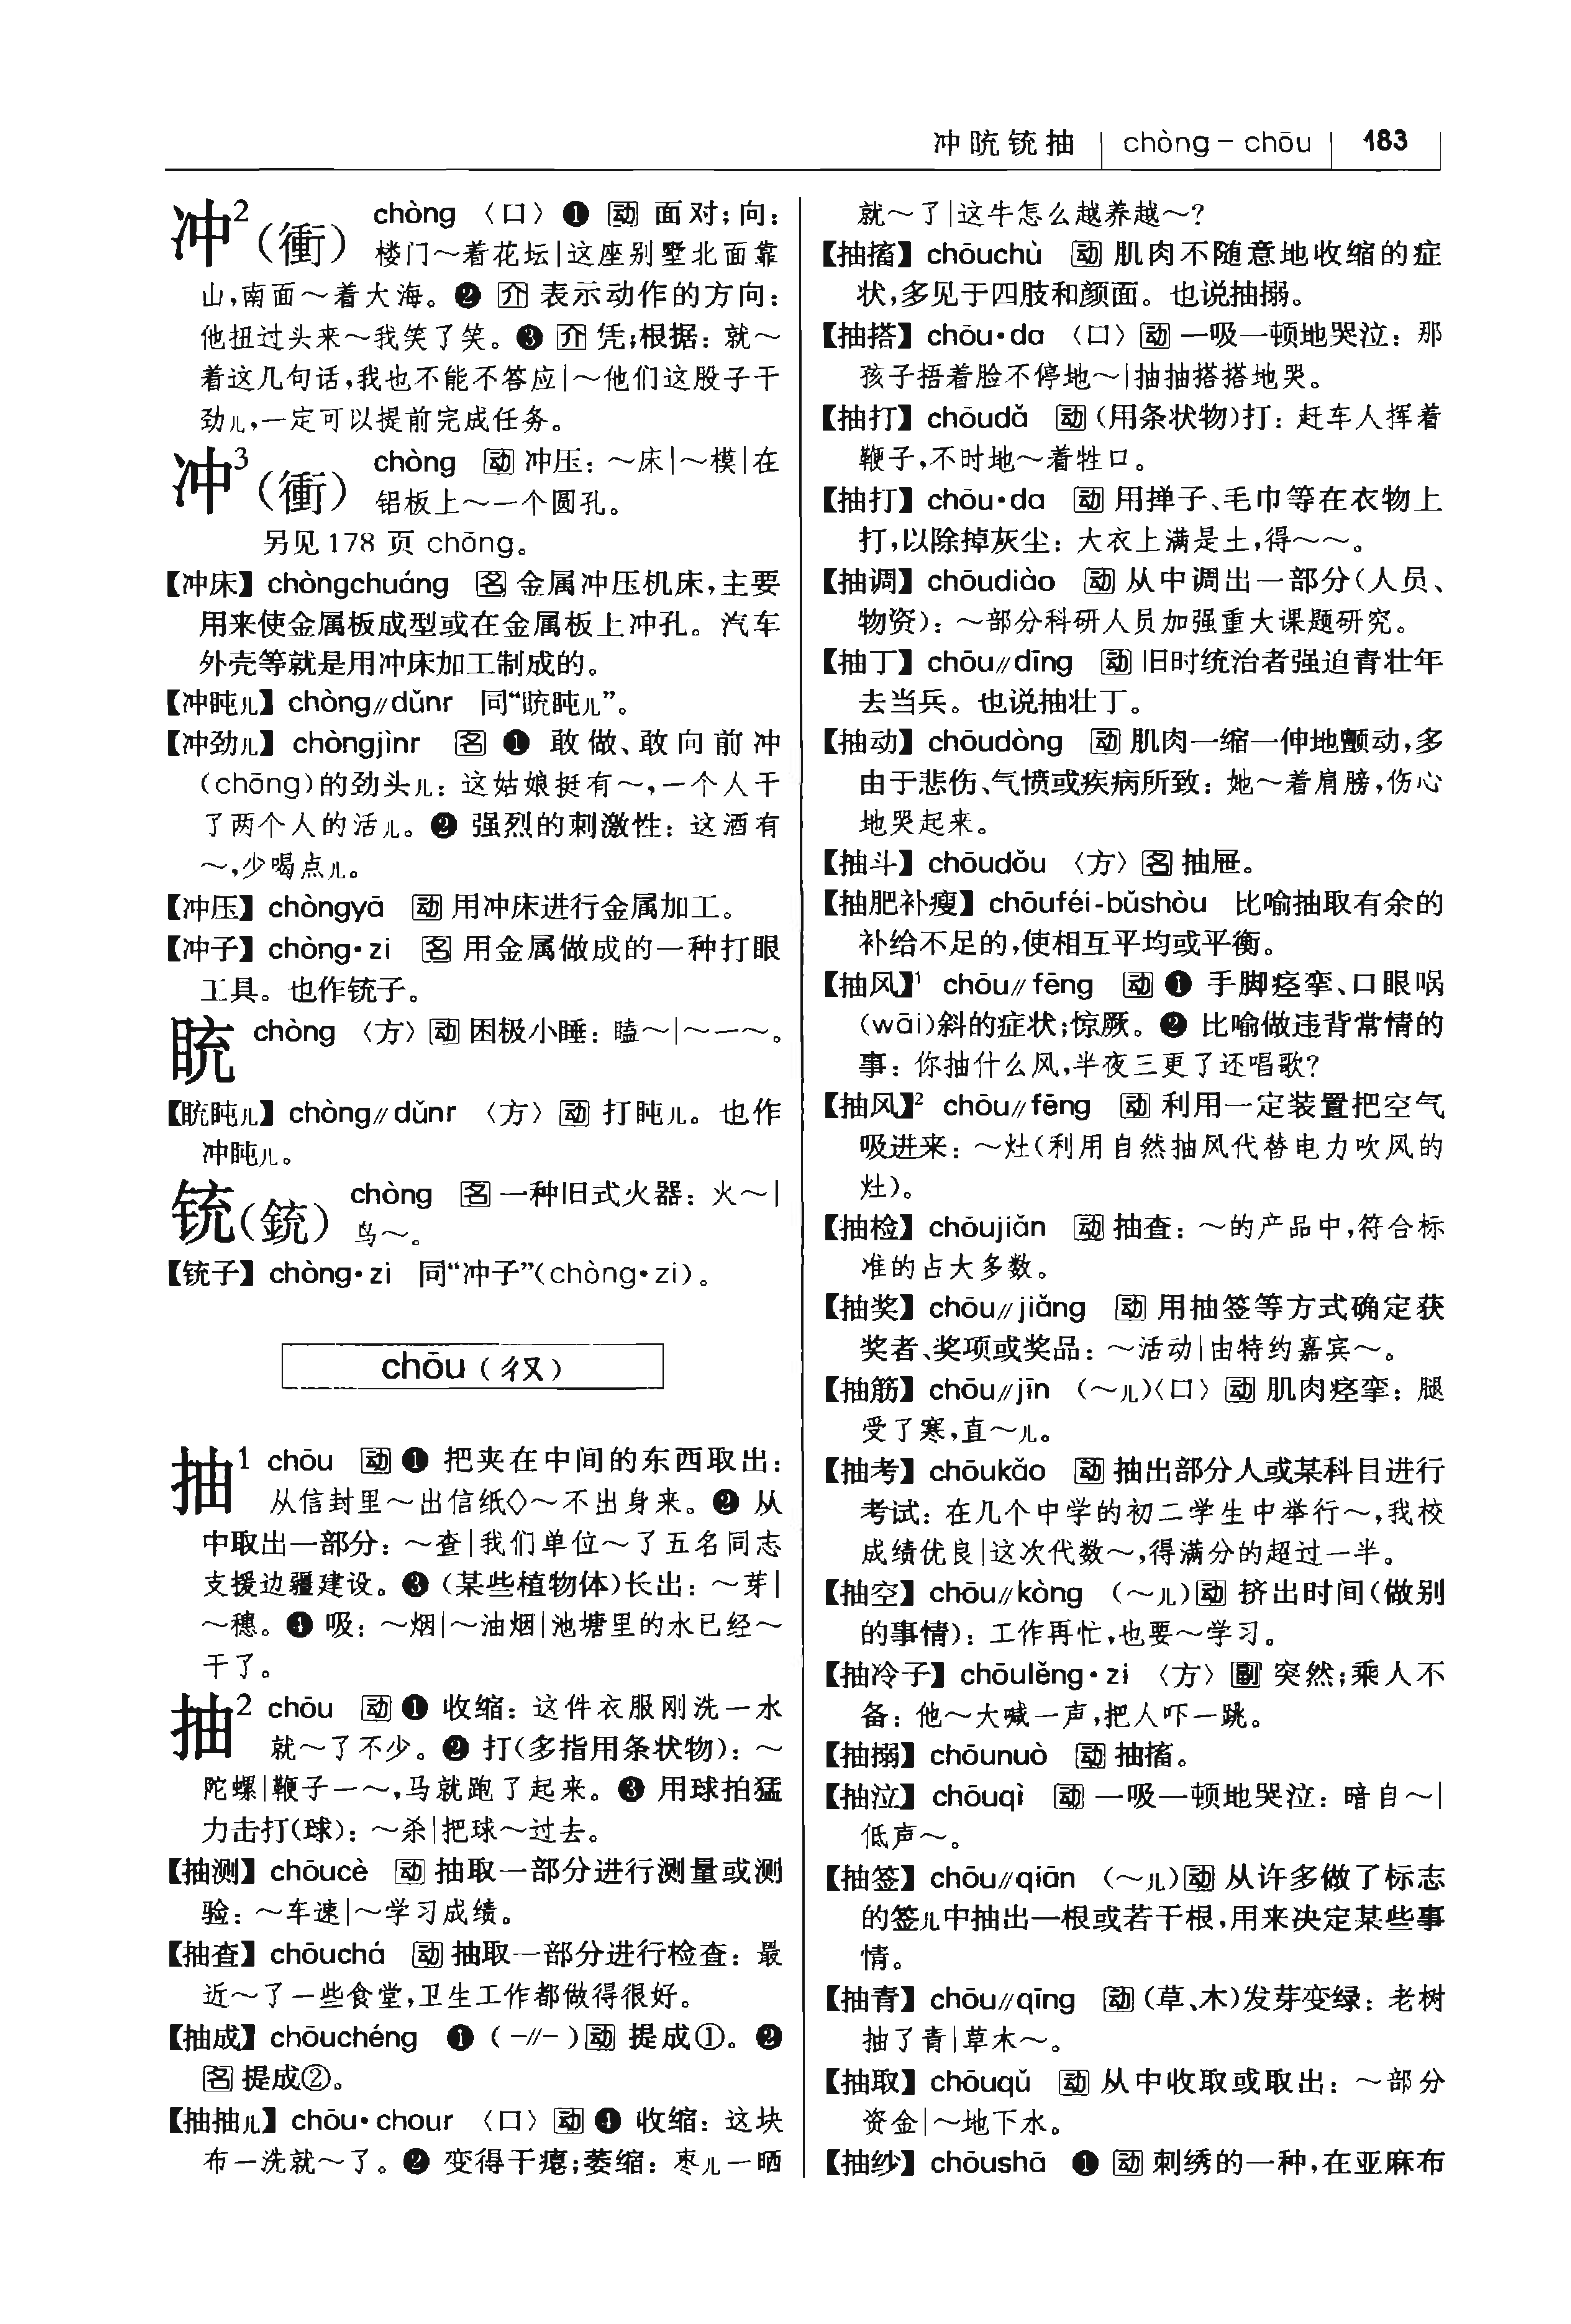 冲䀪铳抽 chòng – chōu 183
冲²(衝) chòng 〈口〉❶ 动 面对;向:
楼门～着花坛|这座别墅北面靠
山,南面～着大海。❷ 介 表示动作的方向:
他扭过头来～我笑了笑。❸ 介 凭;根据:就～
着这几句话,我也不能不答应|～他们这股子干
劲儿,一定可以提前完成任务。
冲³(衝) chòng 动 冲压:～床|～模|在
铝板上～一个圆孔。
另见178 页 chōng。
【冲床】chòngchuáng 名 金属冲压机床,主要
用来使金属板成型或在金属板上冲孔。汽车
外壳等就是用冲床加工制成的。
【冲盹儿】chòng//dǔnr 同“䀪盹儿”。
【冲劲儿】chòngjìnr 名 ❶ 敢做、敢向前冲
(chōng)的劲头儿:这姑娘挺有～,一个人干
了两个人的活儿。❷ 强烈的刺激性:这酒有
～,少喝点儿。
【冲压】chòngyā 动 用冲床进行金属加工。
【冲子】chòng·zi 名 用金属做成的一种打眼
工具。也作铳子。
䀪 chòng 〈方〉动 困极小睡:瞌～|～一～。
【䀪盹儿】chòng//dǔnr 〈方〉动 打盹儿。也作
冲盹儿。
铳(銃) chòng 名 一种旧式火器:火～|
鸟～。
【铳子】chòng·zi 同“冲子”(chòng·zi)。
chōu (ㄔㄡ)
抽¹ chōu 动 ❶ 把夹在中间的东西取出:
从信封里～出信纸◇～不出身来。❷ 从
中取出一部分:～查|我们单位～了五名同志
支援边疆建设。❸ (某些植物体)长出:～芽|
～穗。❹ 吸:～烟|～油烟|池塘里的水已经～
干了。
抽² chōu 动 ❶ 收缩:这件衣服刚洗一水
就～了不少。❷ 打(多指用条状物):～
陀螺|鞭子一～,马就跑了起来。❸ 用球拍猛
力击打(球):～杀|把球～过去。
【抽测】chōucè 动 抽取一部分进行测量或测
验:～车速|～学习成绩。
【抽查】chōuchá 动 抽取一部分进行检查:最
近～了一些食堂,卫生工作都做得很好。
【抽成】chōuchéng ❶ (-//-)动 提成①。❷
名 提成②。
【抽抽儿】chōu·chour 〈口〉动 ❶ 收缩:这块
布一洗就～了。❷ 变得干瘪;萎缩:枣儿一晒
就～了|这牛怎么越养越～?
【抽搐】chōuchù 动 肌肉不随意地收缩的症
状,多见于四肢和颜面。也说抽搦。
【抽搭】chōu·da 〈口〉动 一吸一顿地哭泣:那
孩子捂着脸不停地～|抽抽搭搭地哭。
【抽打】chōudǎ 动 (用条状物)打:赶车人挥着
鞭子,不时地～着牲口。
【抽打】chōu·da 动 用掸子、毛巾等在衣物上
打,以除掉灰尘:大衣上满是土,得～～。
【抽调】chōudiào 动 从中调出一部分(人员、
物资):～部分科研人员加强重大课题研究。
【抽丁】chōu//dīng 动 旧时统治者强迫青壮年
去当兵。也说抽壮丁。
【抽动】chōudòng 动 肌肉一缩一伸地颤动,多
由于悲伤、气愤或疾病所致:她～着肩膀,伤心
地哭起来。
【抽斗】chōudǒu 〈方〉名 抽屉。
【抽肥补瘦】chōuféi-bǔshòu 比喻抽取有余的
补给不足的,使相互平均或平衡。
【抽风】¹ chōu//fēng 动 ❶ 手脚痉挛、口眼㖞
(wāi)斜的症状;惊厥。❷ 比喻做违背常情的
事:你抽什么风,半夜三更了还唱歌?
【抽风】² chōu//fēng 动 利用一定装置把空气
吸进来:～灶(利用自然抽风代替电力吹风的
灶)。
【抽检】chōujiǎn 动 抽查:～的产品中,符合标
准的占大多数。
【抽奖】chōu//jiǎng 动 用抽签等方式确定获
奖者、奖项或奖品:～活动|由特约嘉宾～。
【抽筋】chōu//jīn (～儿)〈口〉动 肌肉痉挛:腿
受了寒,直～儿。
【抽考】chōukǎo 动 抽出部分人或某科目进行
考试:在几个中学的初二学生中举行～,我校
成绩优良|这次代数～,得满分的超过一半。
【抽空】chōu//kòng (～儿)动 挤出时间(做别
的事情):工作再忙,也要～学习。
【抽冷子】chōulěng·zi 〈方〉副 突然;乘人不
备:他～大喊一声,把人吓一跳。
【抽搦】chōunuò 动 抽搐。
【抽泣】chōuqì 动 一吸一顿地哭泣:暗自～|
低声～。
【抽签】chōu//qiān (～儿)动 从许多做了标志
的签儿中抽出一根或若干根,用来决定某些事
情。
【抽青】chōu//qīng 动 (草、木)发芽变绿:老树
抽了青|草木～。
【抽取】chōuqǔ 动 从中收取或取出:～部分
资金|～地下水。
【抽纱】chōushā ❶ 动 刺绣的一种,在亚麻布